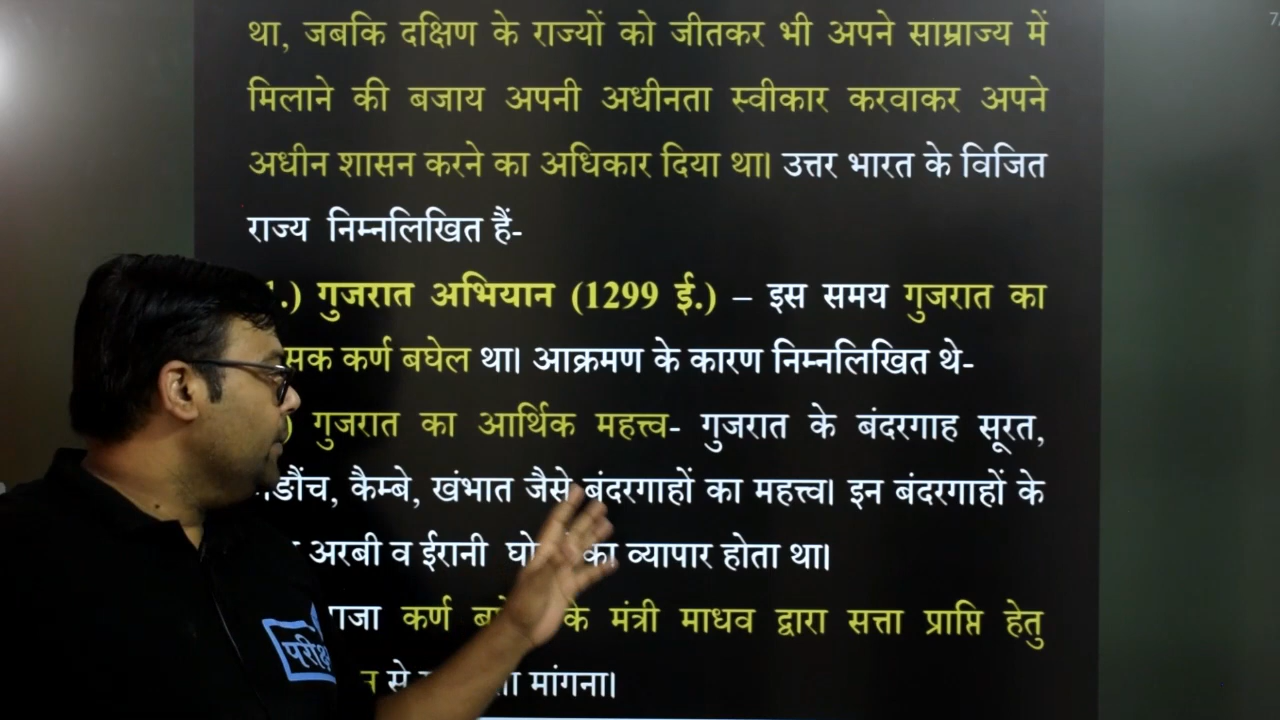 था, जबकि दक्षिण के राज्यों को जीतकर भी अपने साम्राज्य में
मिलाने की बजाय अपनी अधीनता स्वीकार करवाकर अपने
अधीन शासन करने का अधिकार दिया था। उत्तर भारत के विजित
राज्य निम्नलिखित हैं-
1.) गुजरात अभियान (1299 ई.) – इस समय गुजरात का
कर्ण बघेल था। आक्रमण के कारण निम्नलिखित थे-
) गुजरात का आर्थिक महत्त्व- गुजरात के बंदरगाह सूरत,
कैम्बे, खंभात जैसे बंदरगाहों का महत्त्व। इन बंदरगाहों के
अरबी व ईरानी का व्यापार होता था।
कर्ण के मंत्री माधव द्वारा सत्ता प्राप्ति हेतु
से मांगना।
7